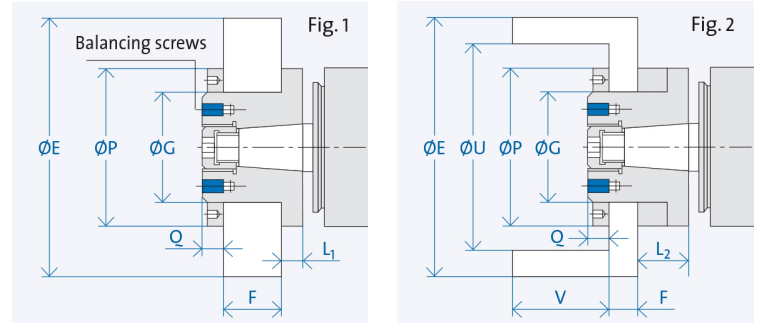 Fig. 1
Balancing screws
ØE
ØP
ØG
Q
L₁
F
Fig. 2
ØE
ØU
ØP
ØG
Q
L₂
V
F